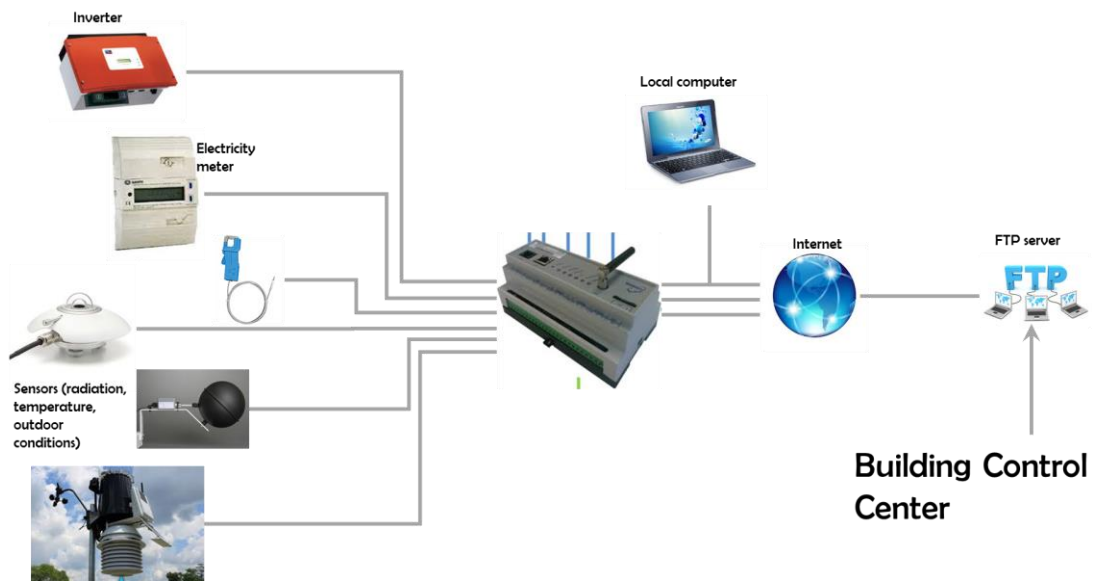 Inverter
Local computer
Electricity
meter
Internet
FTP server
FTP
Sensors (radiation,
temperature,
outdoor
conditions)
Building Control
Center